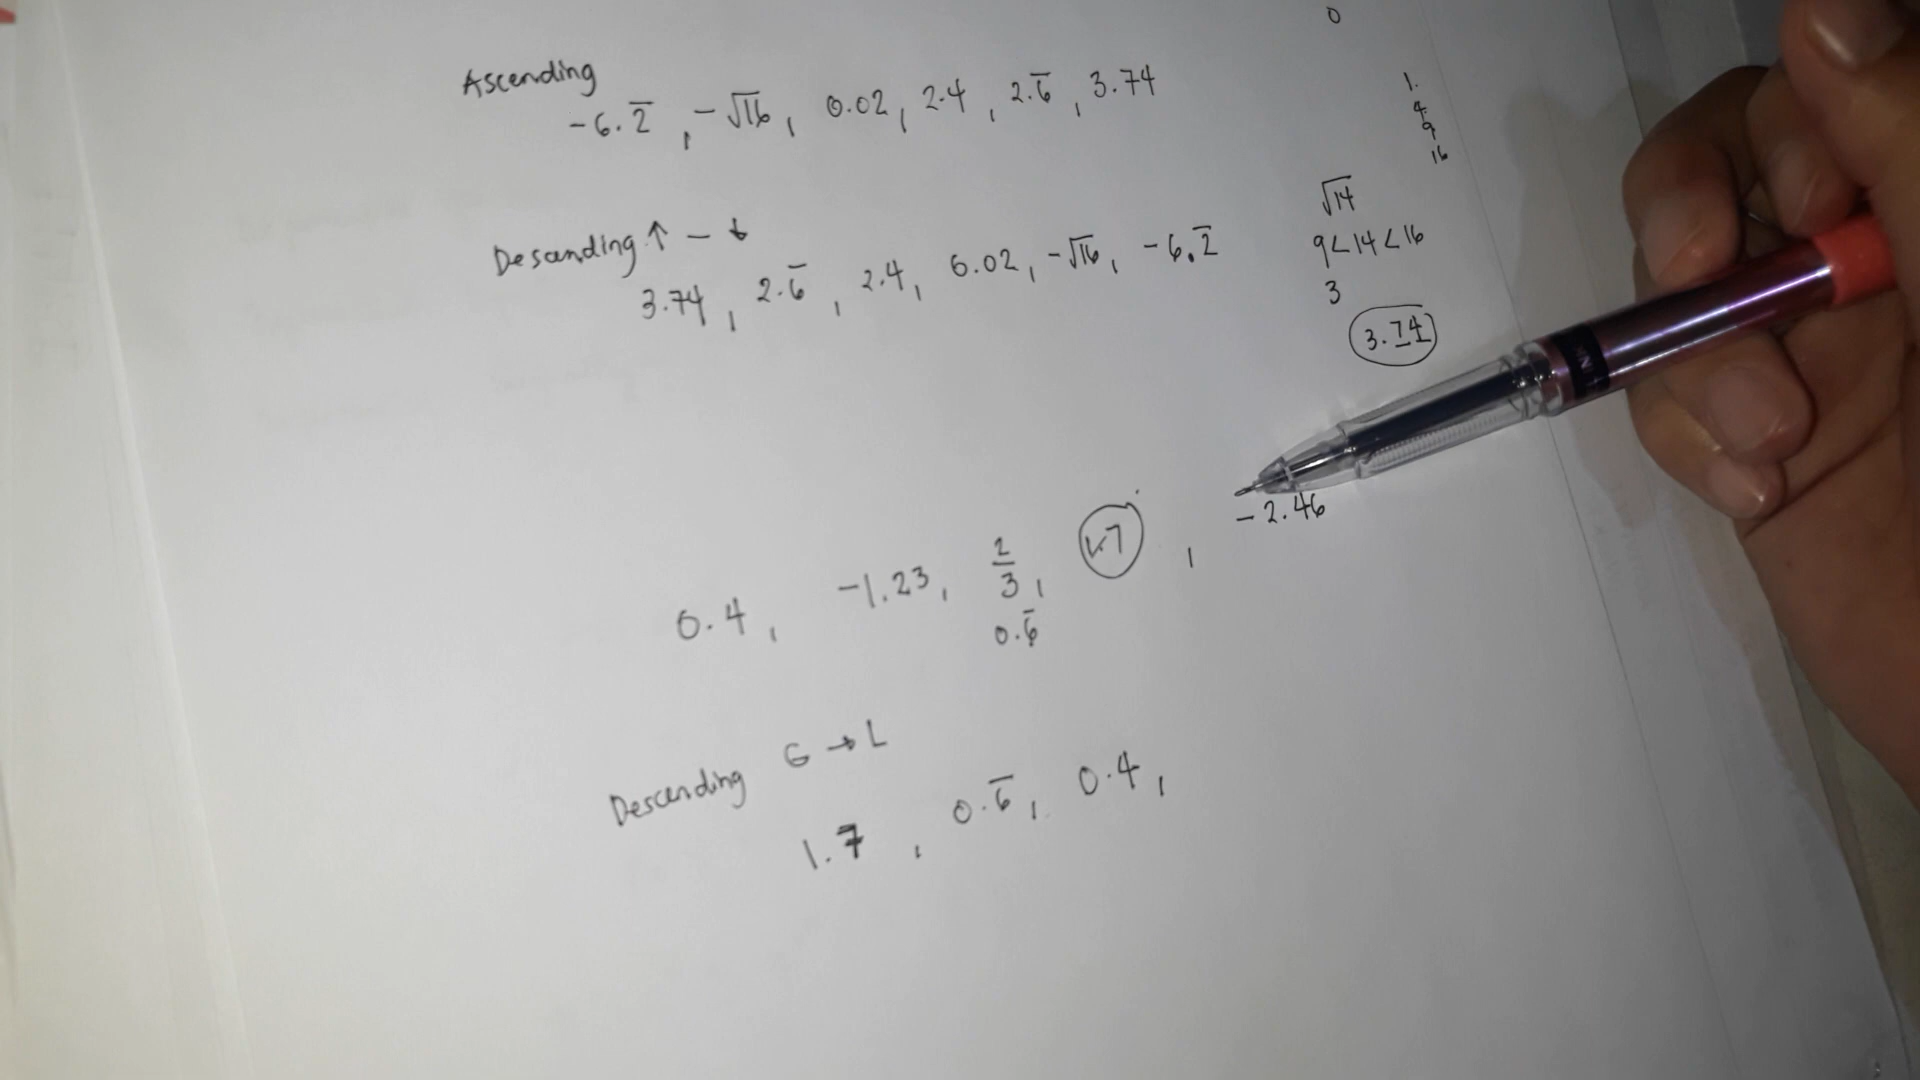 0
Ascending
-6.2̅ , -√16, 0.02, 2.4, 2.6̅, 3.74
1.
4
9
16
Descending ↑ - ↓
3.74, 2.6̅, 2.4, 0.02, -√16, -6.2̅
√14
9<14<16
3
3.74
0.4, -1.23, 2/3, 1.7, -2.46
0.6̅
Descending G → L
1.7, 0.6̅, 0.4,